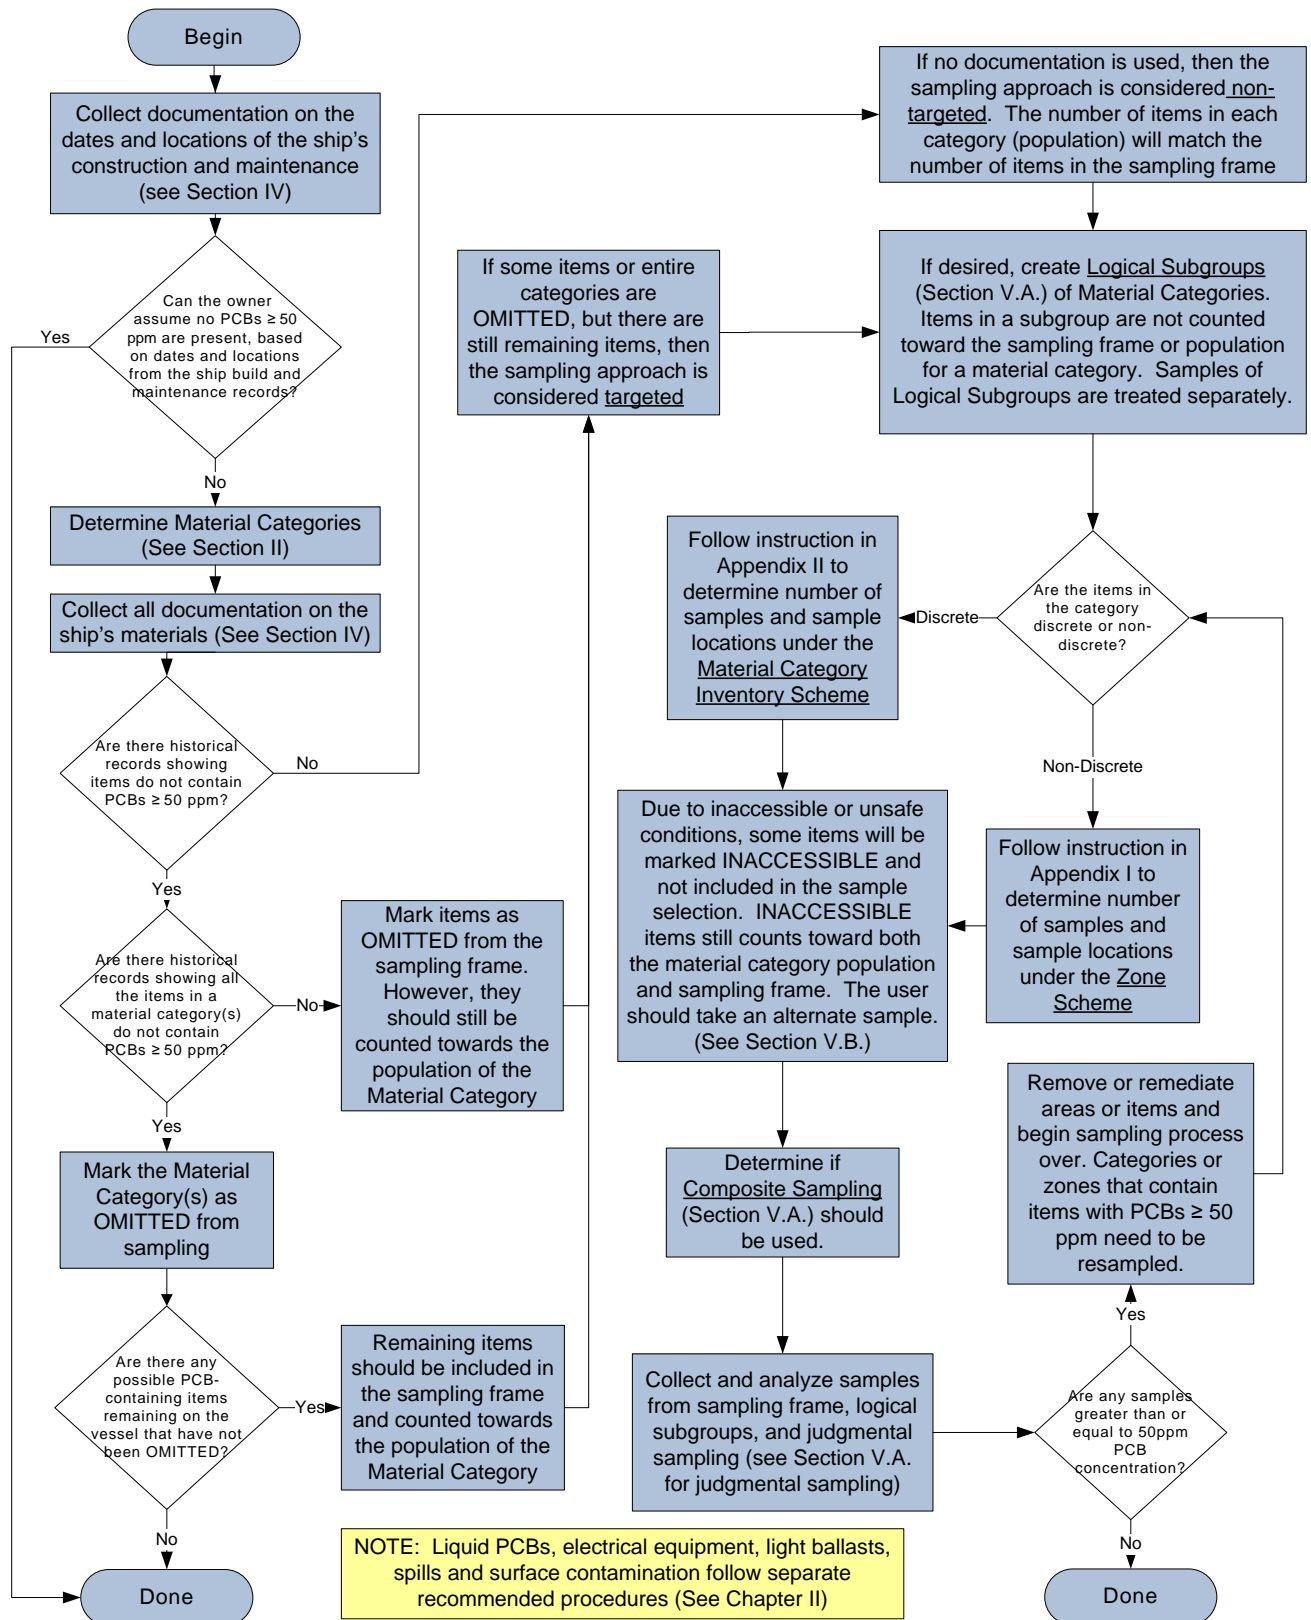 Begin
Collect documentation on the
dates and locations of the ship's
construction and maintenance
(see Section IV)
Can the owner
assume no PCBs ≥ 50
ppm are present, based
on dates and locations
from the ship build and
maintenance records?
Yes
No
Determine Material Categories
(See Section II)
Collect all documentation on the
ship's materials (See Section IV)
Are there historical
records showing
items do not contain
PCBs ≥ 50 ppm?
No
Yes
Are there historical
records showing all
the items in a
material category(s)
do not contain
PCBs ≥ 50 ppm?
No
Yes
Mark items as
OMITTED from the
sampling frame.
However, they
should still be
counted towards the
population of the
Material Category
Mark the Material
Category(s) as
OMITTED from
sampling
Are there any
possible PCB-
containing items
remaining on the
vessel that have not
been OMITTED?
Yes
No
Remaining items
should be included in
the sampling frame
and counted towards
the population of the
Material Category
Done
If some items or entire
categories are
OMITTED, but there are
still remaining items, then
the sampling approach is
considered targeted
If no documentation is used, then the
sampling approach is considered non-
targeted.  The number of items in each
category (population) will match the
number of items in the sampling frame
If desired, create Logical Subgroups
(Section V.A.) of Material Categories.
Items in a subgroup are not counted
toward the sampling frame or population
for a material category.  Samples of
Logical Subgroups are treated separately.
Are the items in
the category
discrete or non-
discrete?
Discrete
Non-Discrete
Follow instruction in
Appendix II to
determine number of
samples and sample
locations under the
Material Category
Inventory Scheme
Follow instruction in
Appendix I to
determine number
of samples and
sample locations
under the Zone
Scheme
Due to inaccessible or unsafe
conditions, some items will be
marked INACCESSIBLE and
not included in the sample
selection.  INACCESSIBLE
items still counts toward both
the material category population
and sampling frame.  The user
should take an alternate sample.
(See Section V.B.)
Determine if
Composite Sampling
(Section V.A.) should
be used.
Collect and analyze samples
from sampling frame, logical
subgroups, and judgmental
sampling (see Section V.A.
for judgmental sampling)
Are any samples
greater than or
equal to 50ppm
PCB
concentration?
Yes
No
Remove or remediate
areas or items and
begin sampling process
over. Categories or
zones that contain
items with PCBs ≥ 50
ppm need to be
resampled.
Done
NOTE:  Liquid PCBs, electrical equipment, light ballasts,
spills and surface contamination follow separate
recommended procedures (See Chapter II)